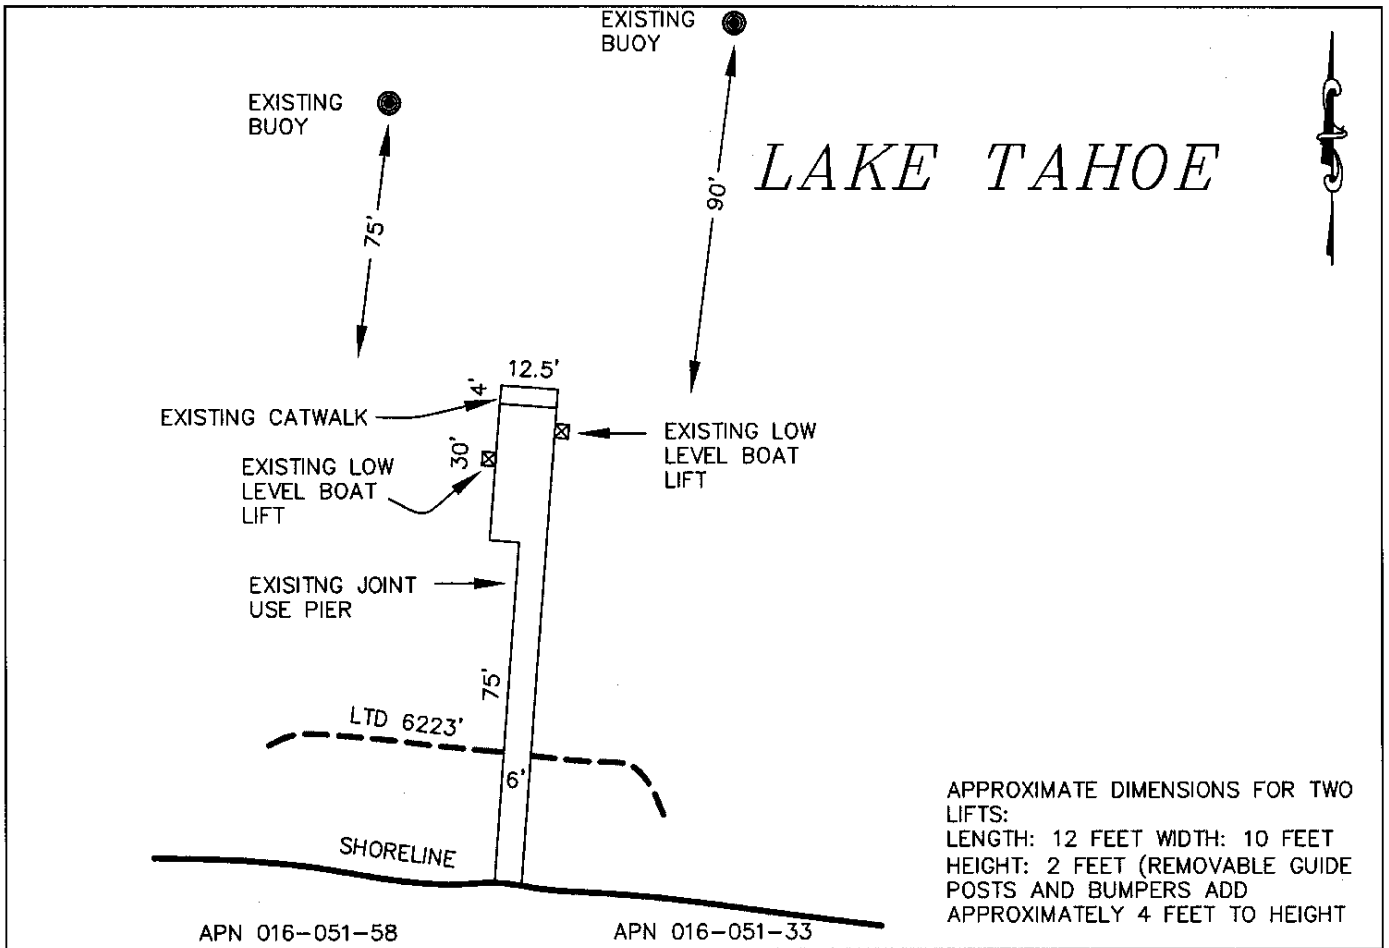 EXISTING
BUOY
EXISTING
BUOY
LAKE TAHOE
75'
90'
12.5'
4'
EXISTING CATWALK
30'
EXISTING LOW
LEVEL BOAT
LIFT
EXISTING LOW
LEVEL BOAT
LIFT
EXISITNG JOINT
USE PIER
75'
LTD 6223'
6'
SHORELINE
APPROXIMATE DIMENSIONS FOR TWO
LIFTS:
LENGTH: 12 FEET WIDTH: 10 FEET
HEIGHT: 2 FEET (REMOVABLE GUIDE
POSTS AND BUMPERS ADD
APPROXIMATELY 4 FEET TO HEIGHT
APN 016-051-58
APN 016-051-33